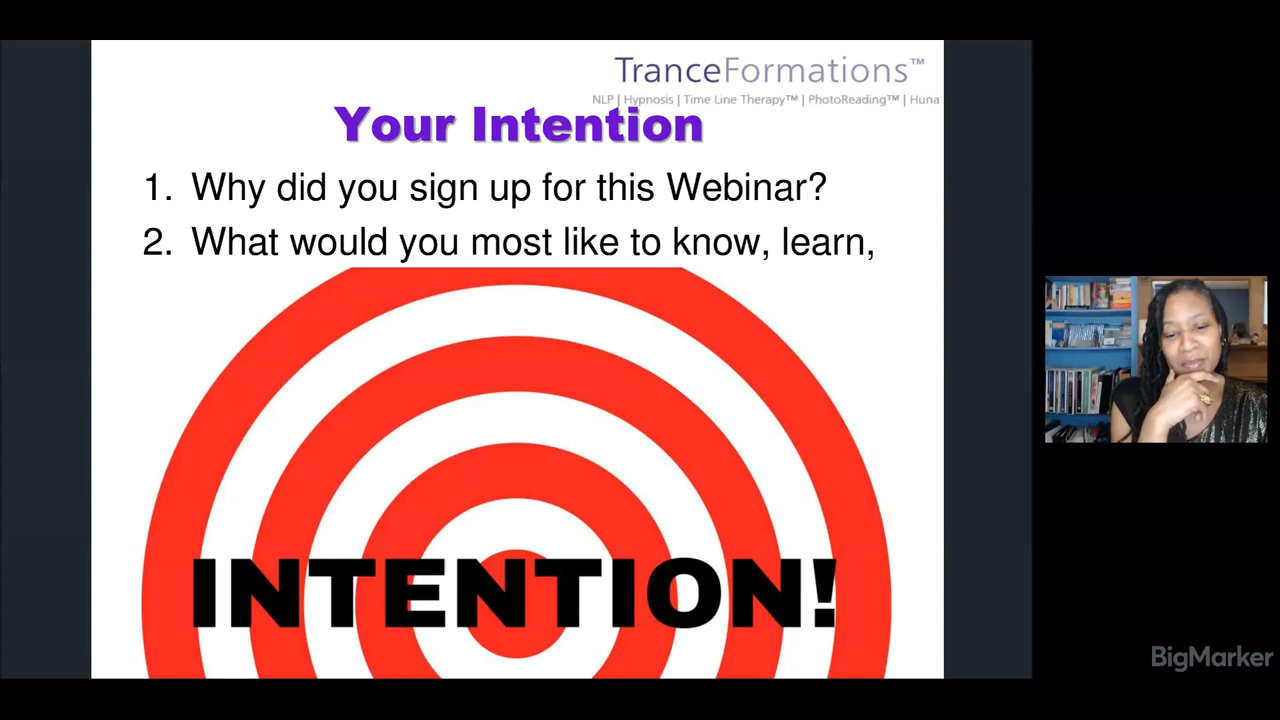 TranceFormations™
NLP | Hypnosis | Time Line Therapy™ | PhotoReading™ | Huna
Your Intention
1. Why did you sign up for this Webinar?
2. What would you most like to know, learn,
INTENTION!
BigMarker